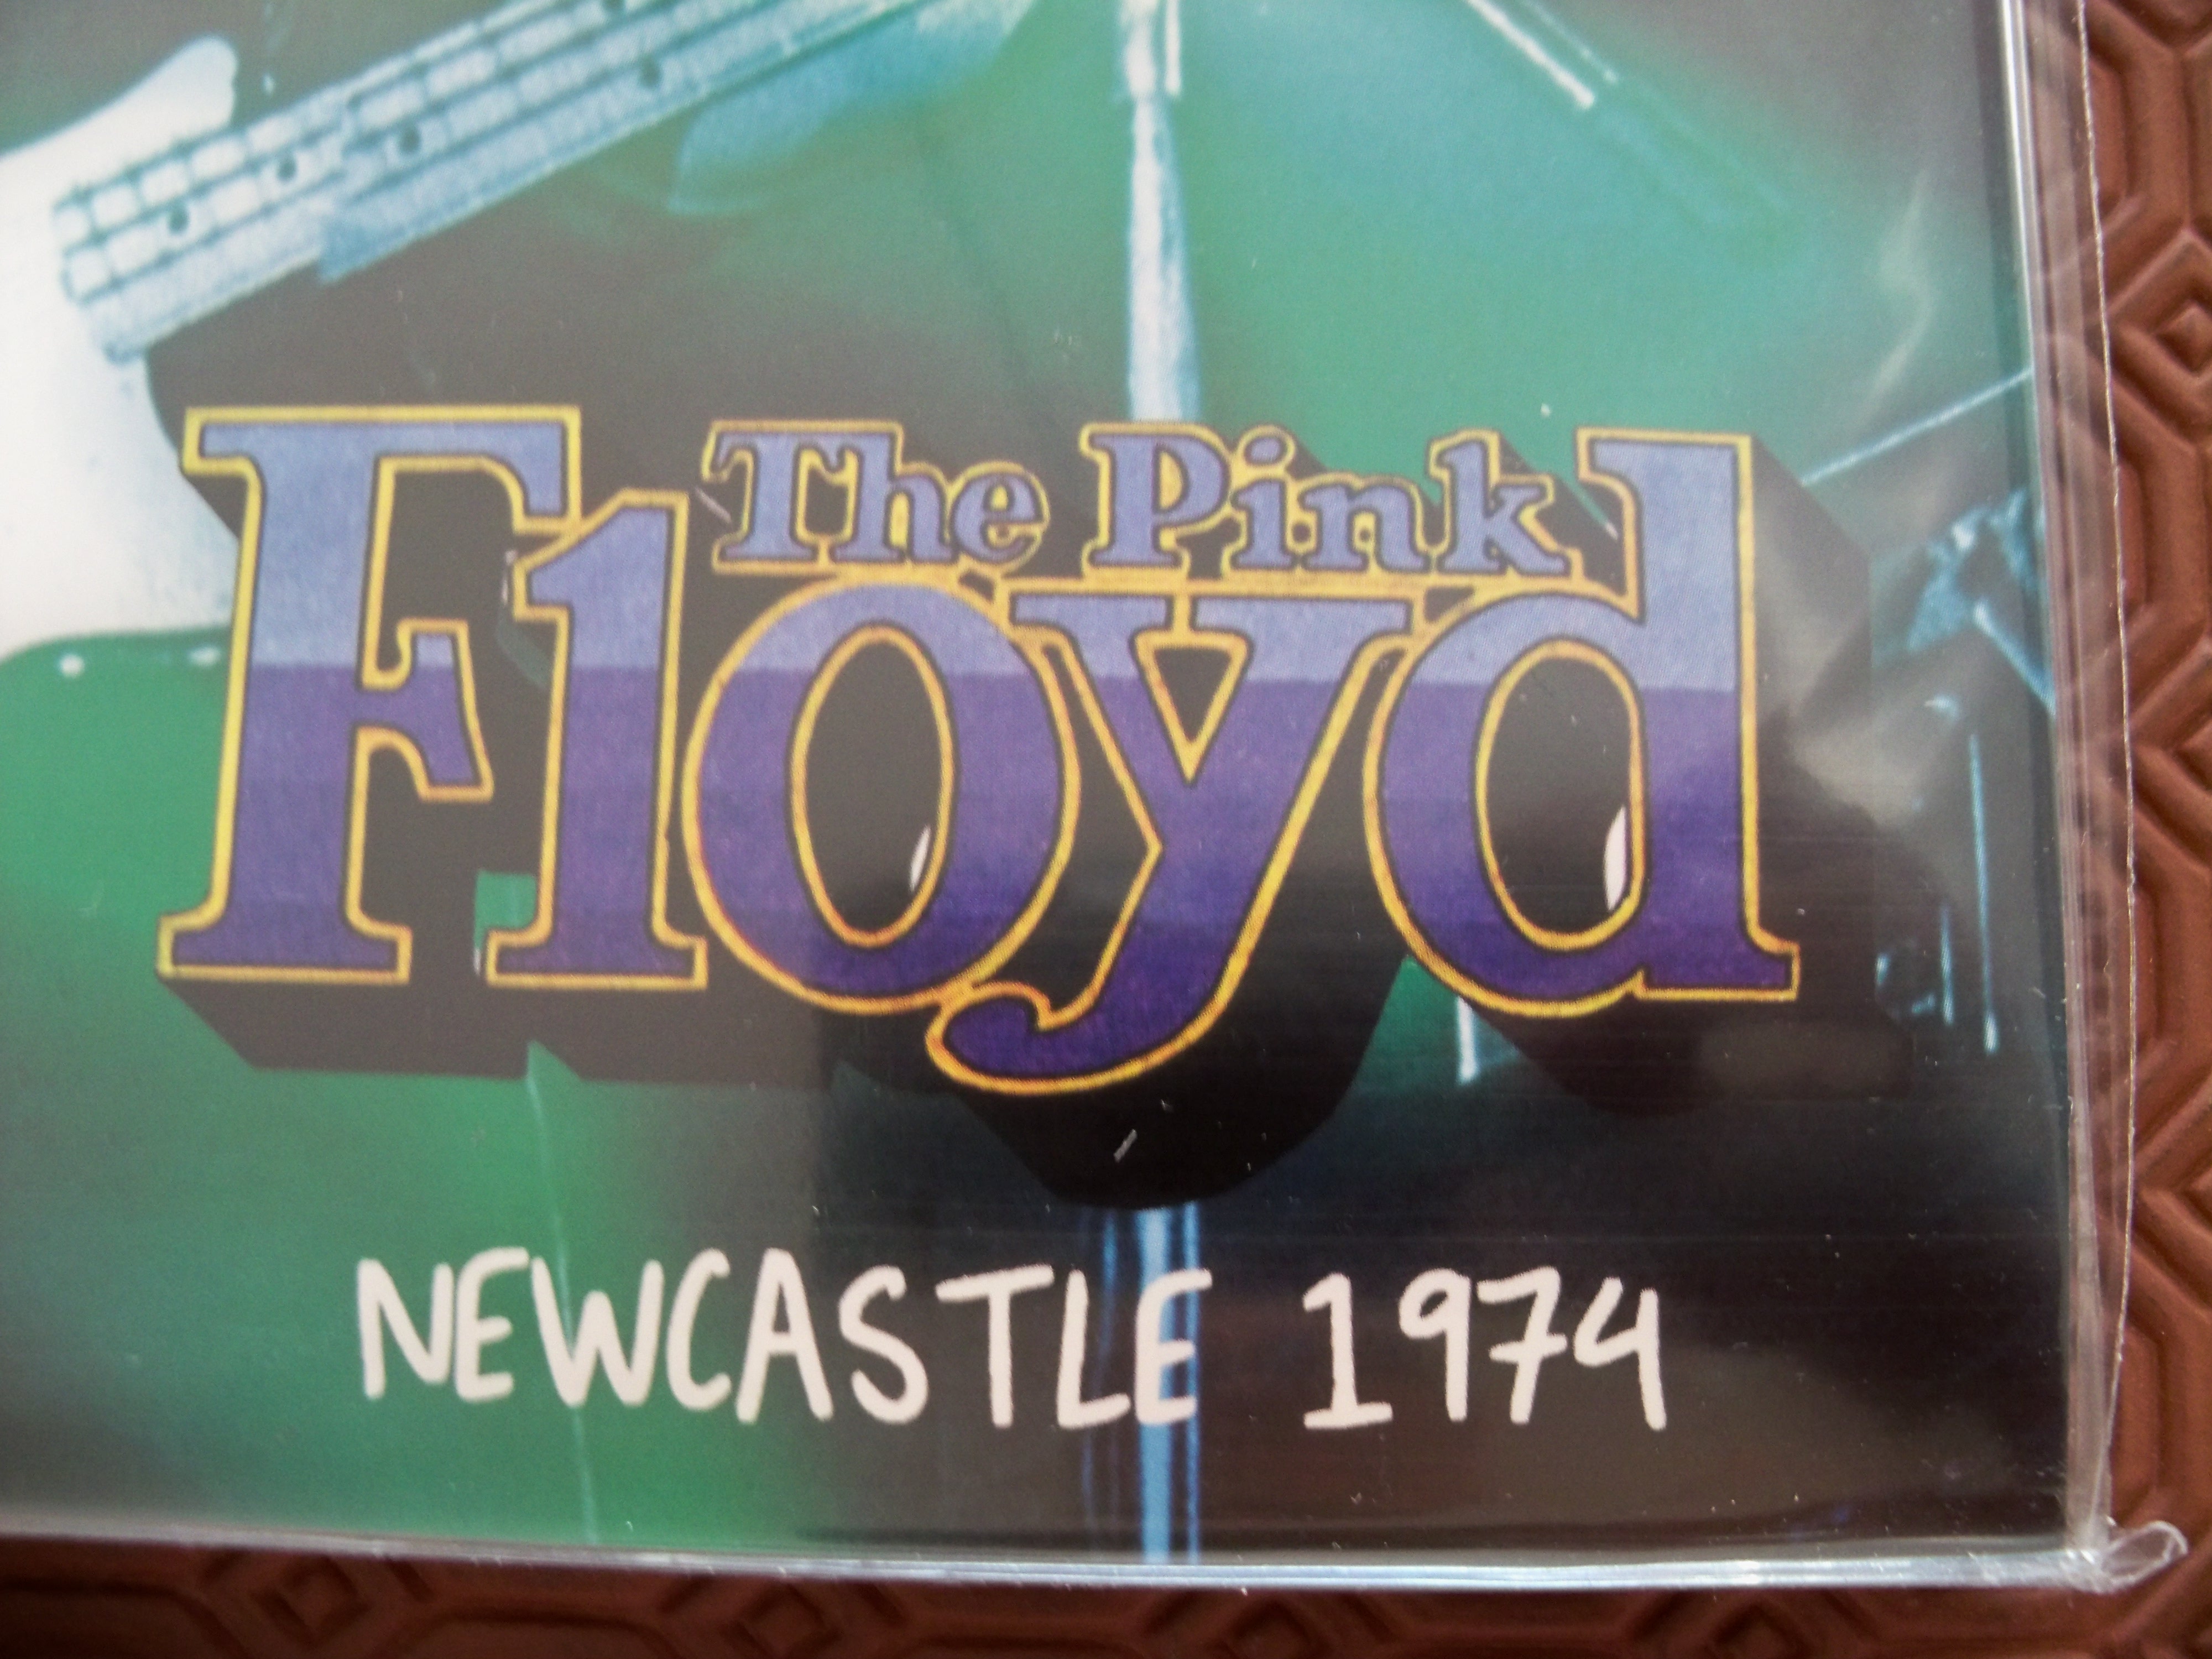 The Pink
Floyd
NEWCASTLE 1974